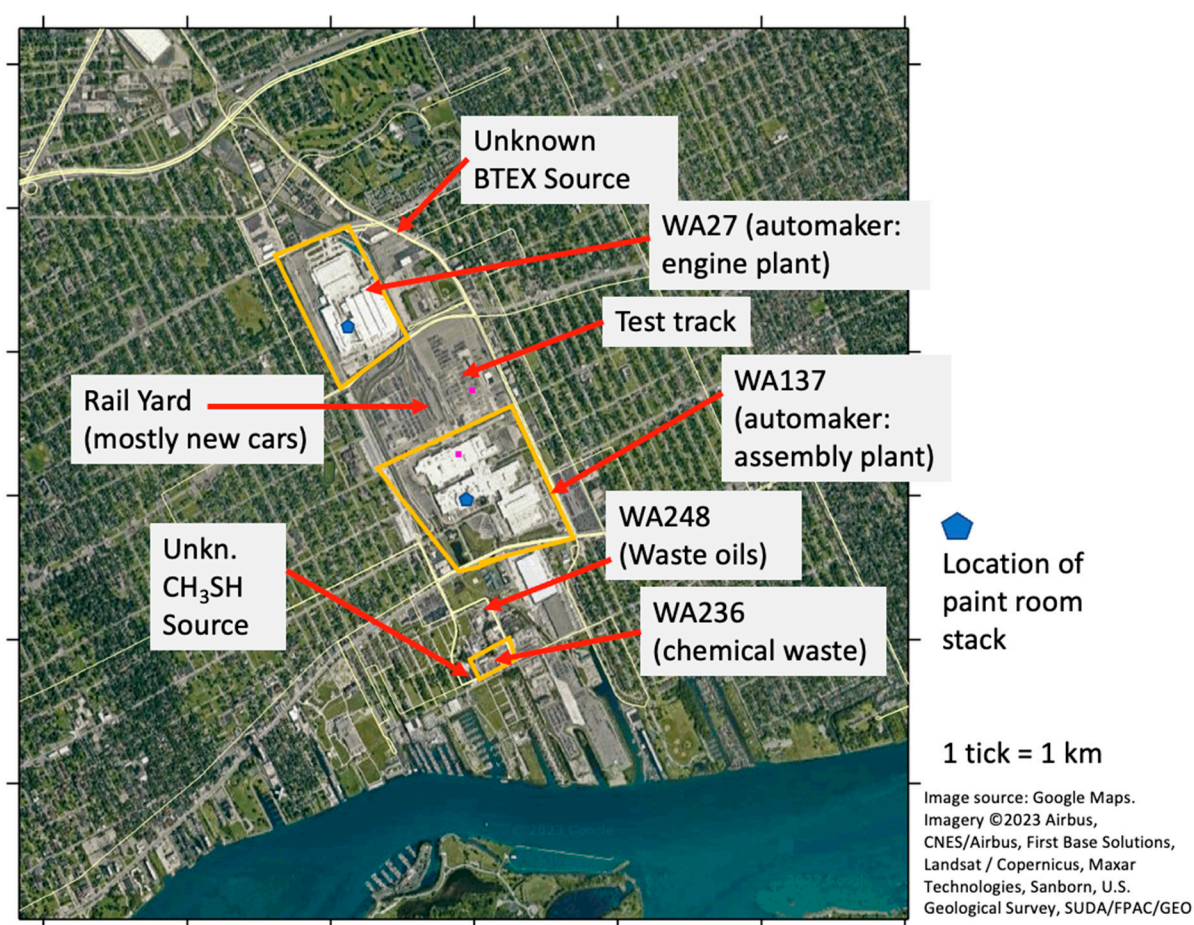 Unknown
BTEX Source
WA27 (automaker:
engine plant)
Test track
WA137
(automaker:
assembly plant)
Rail Yard
(mostly new cars)
WA248
(Waste oils)
Unkn.
CH₃SH
Source
WA236
(chemical waste)
Location of
paint room
stack
1 tick = 1 km
Image source: Google Maps.
Imagery ©2023 Airbus,
CNES/Airbus, First Base Solutions,
Landsat / Copernicus, Maxar
Technologies, Sanborn, U.S.
Geological Survey, USDA/FPAC/GEO
© 2023 Google